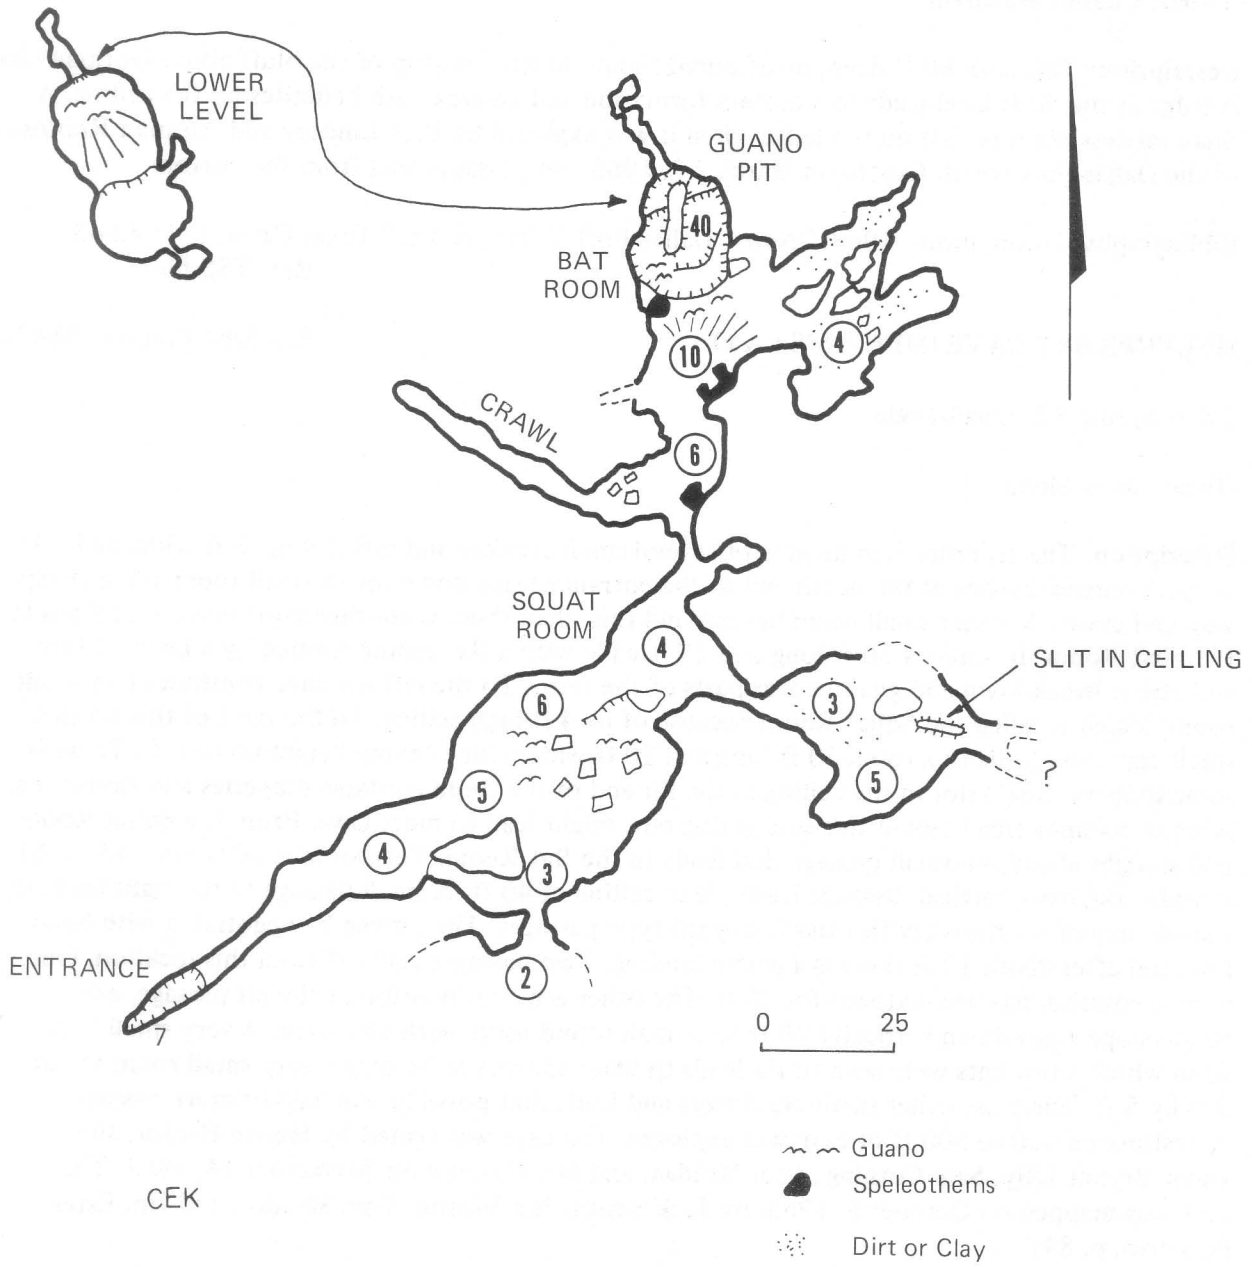 LOWER
LEVEL
GUANO
PIT
40
BAT
ROOM
10
4
CRAWL
6
SQUAT
ROOM
4
SLIT IN CEILING
6
3
5
5
?
4
3
ENTRANCE
2
7
0 25
Guano
CEK
Speleothems
Dirt or Clay